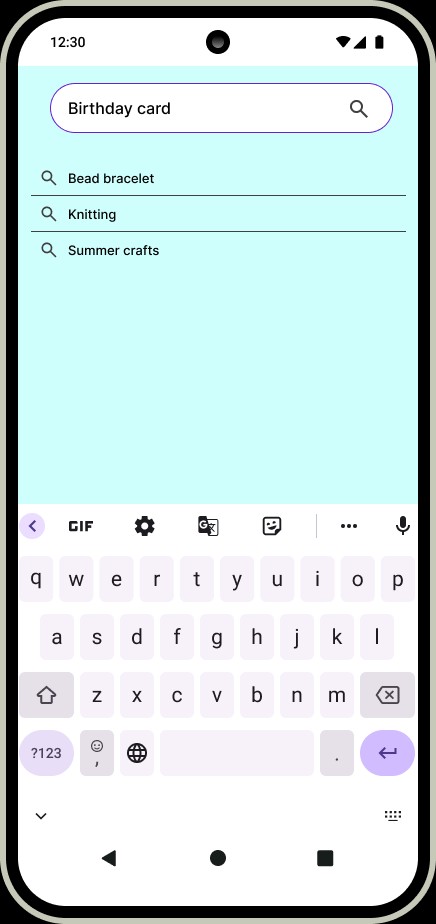 12:30
Birthday card
Bead bracelet
Knitting
Summer crafts
GIF
q w e r t y u i o p
a s d f g h j k l
z x c v b n m
?123 , .